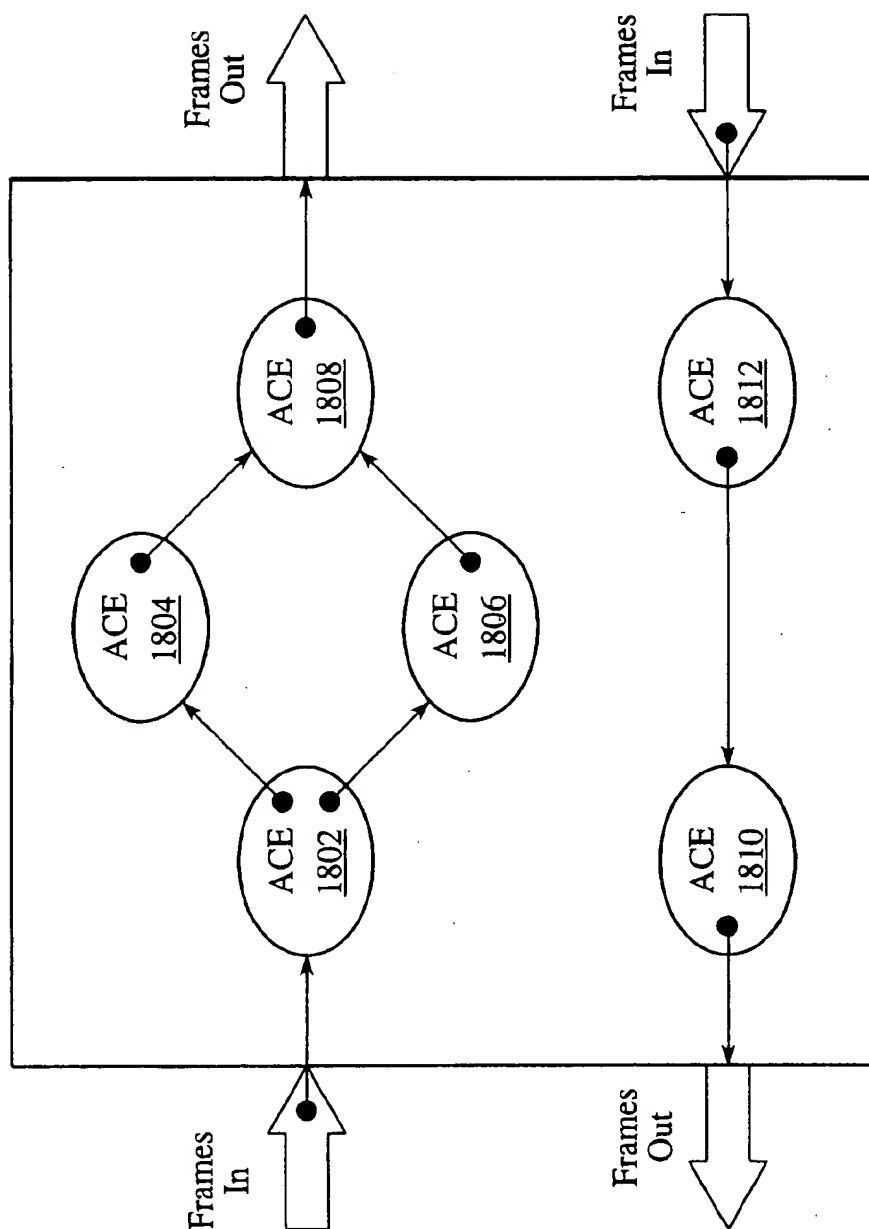 Frames
In
Frames
Out
ACE
1802
ACE
1804
ACE
1806
ACE
1808
Frames
Out
Frames
In
ACE
1810
ACE
1812